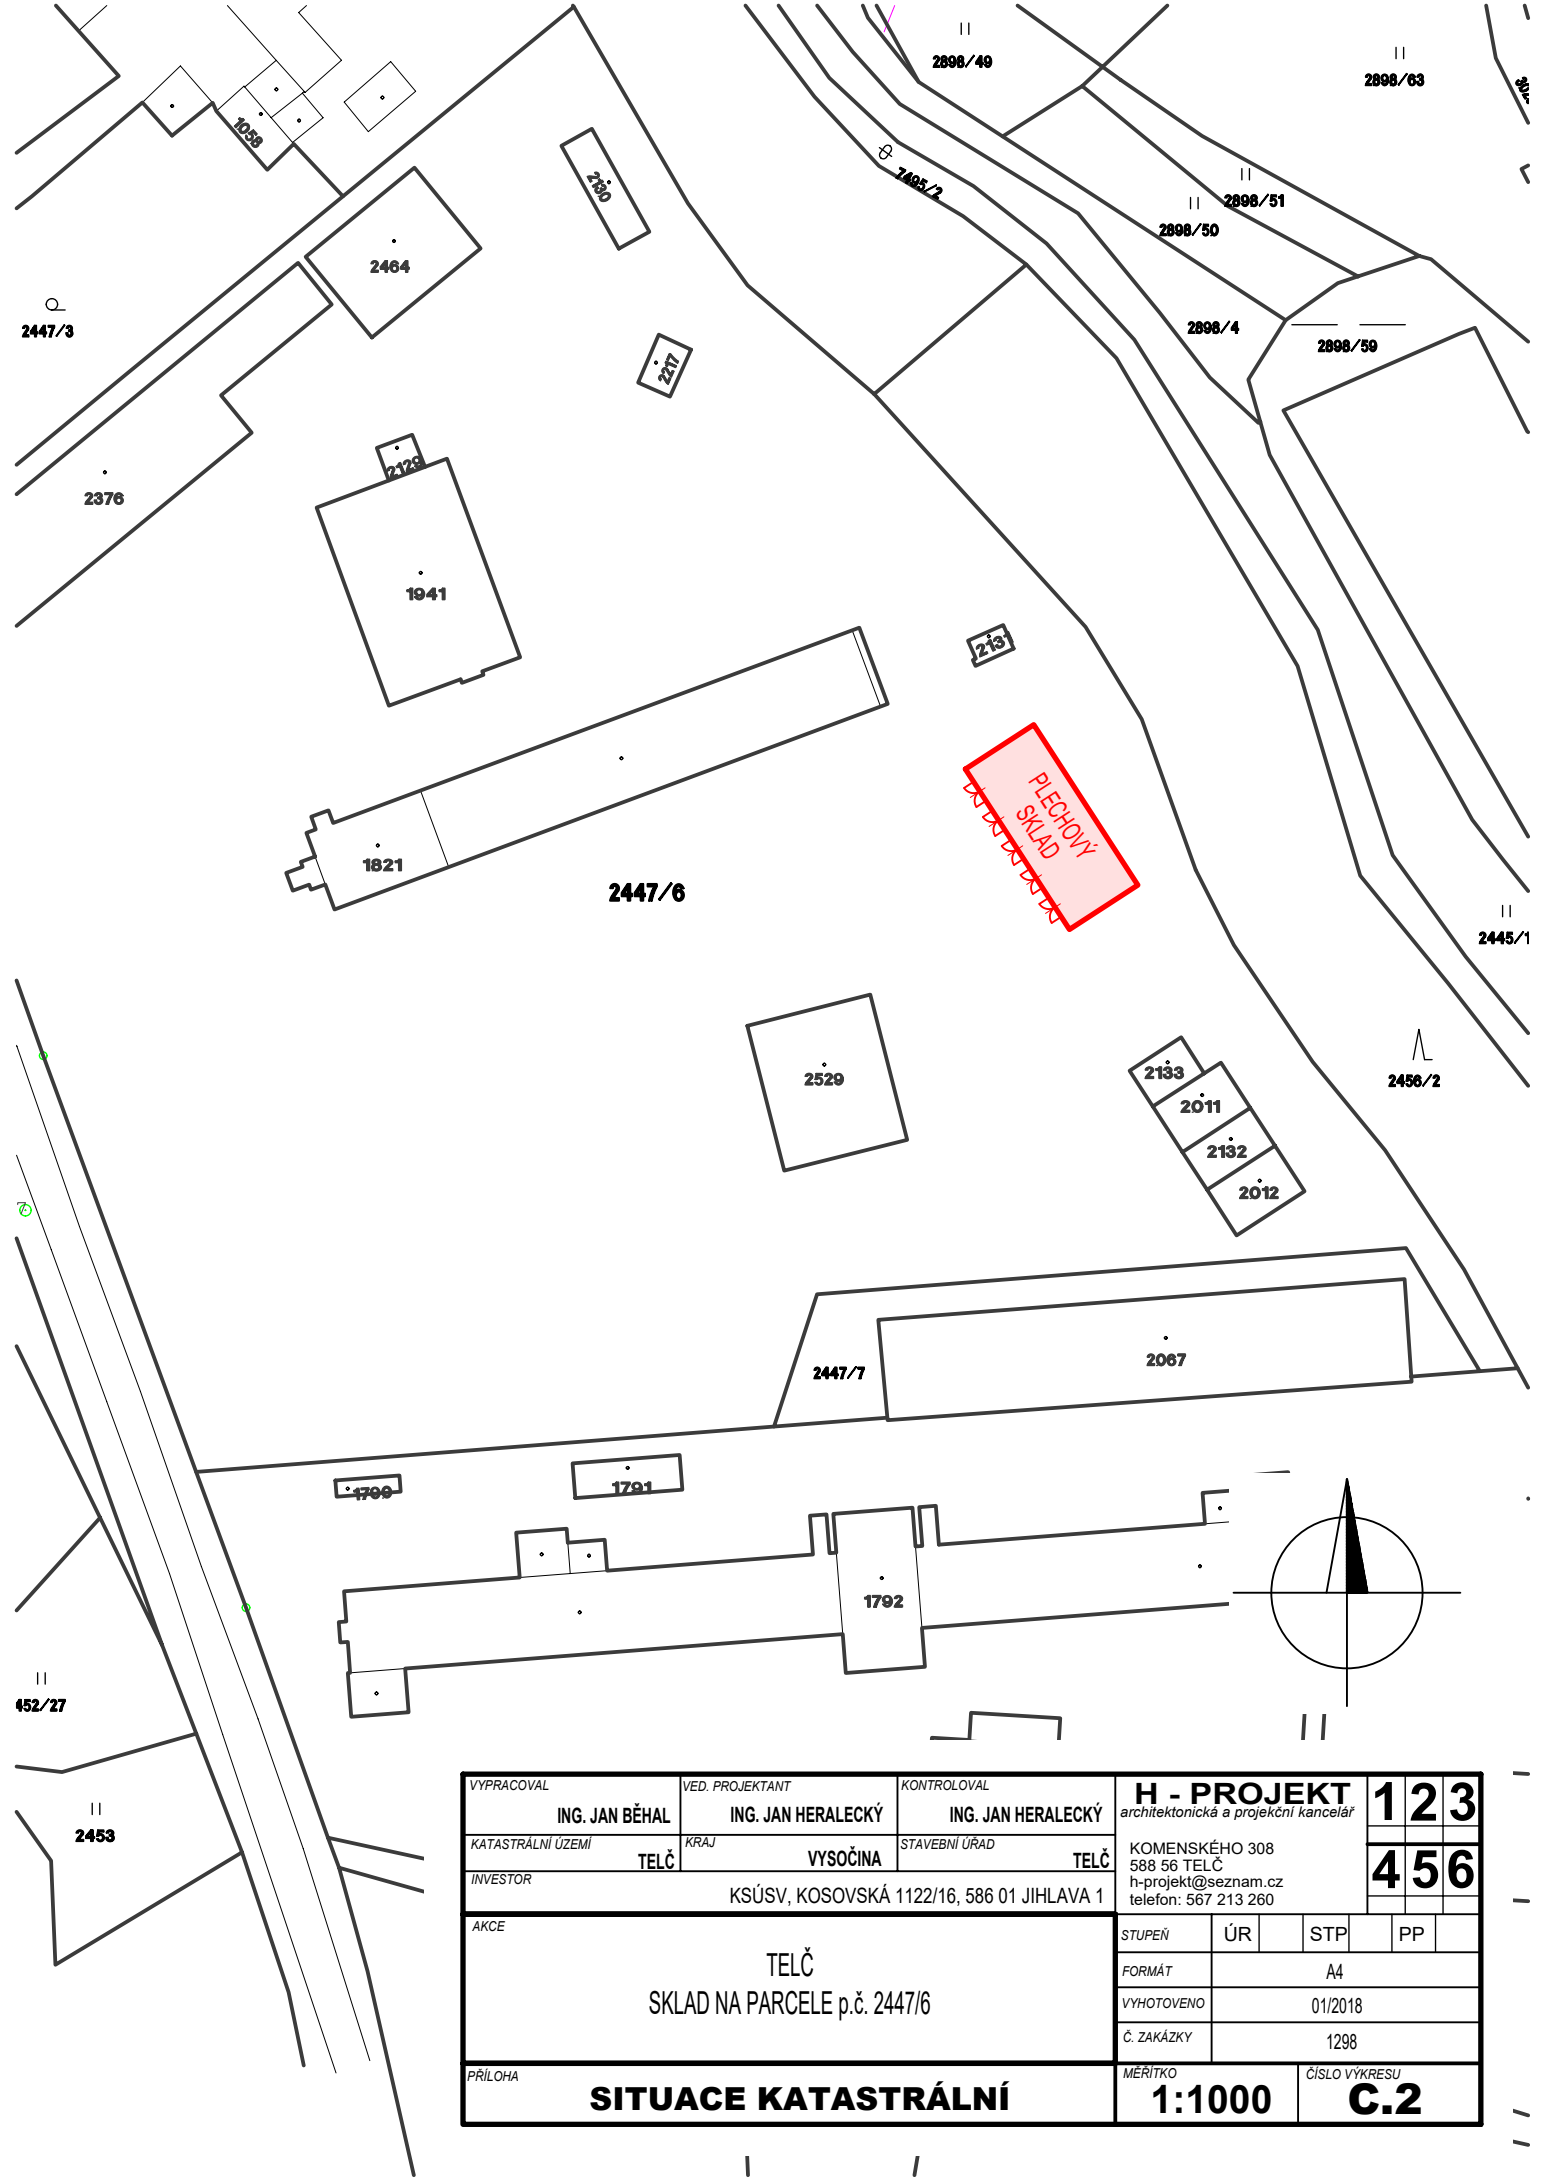 2898/49
2898/63
1058
2130
7495/2
2898/51
2898/50
2464
2447/3
2898/4
2898/59
2217
2129
2376
1941
2131
PLECHOVÝ
SKLAD
1821
2447/6
2445/1
2529
2133
2011
2132
2012
2456/2
7
2447/7
2067
1790
1791
1792
452/27
2453
VYPRACOVAL
ING. JAN BĚHAL
VED. PROJEKTANT
ING. JAN HERALECKÝ
KONTROLOVAL
ING. JAN HERALECKÝ
KATASTRÁLNÍ ÚZEMÍ
TELČ
KRAJ
VYSOČINA
STAVEBNÍ ÚŘAD
TELČ
INVESTOR
KSÚSV, KOSOVSKÁ 1122/16, 586 01 JIHLAVA 1
H - PROJEKT
architektonická a projekční kancelář
KOMENSKÉHO 308
588 56 TELČ
h-projekt@seznam.cz
telefon: 567 213 260
1 2 3
4 5 6
AKCE
TELČ
SKLAD NA PARCELE p.č. 2447/6
STUPEŇ ÚR STP PP
FORMÁT A4
VYHOTOVENO 01/2018
Č. ZAKÁZKY 1298
PŘÍLOHA
SITUACE KATASTRÁLNÍ
MĚŘÍTKO
1:1000
ČÍSLO VÝKRESU
C.2